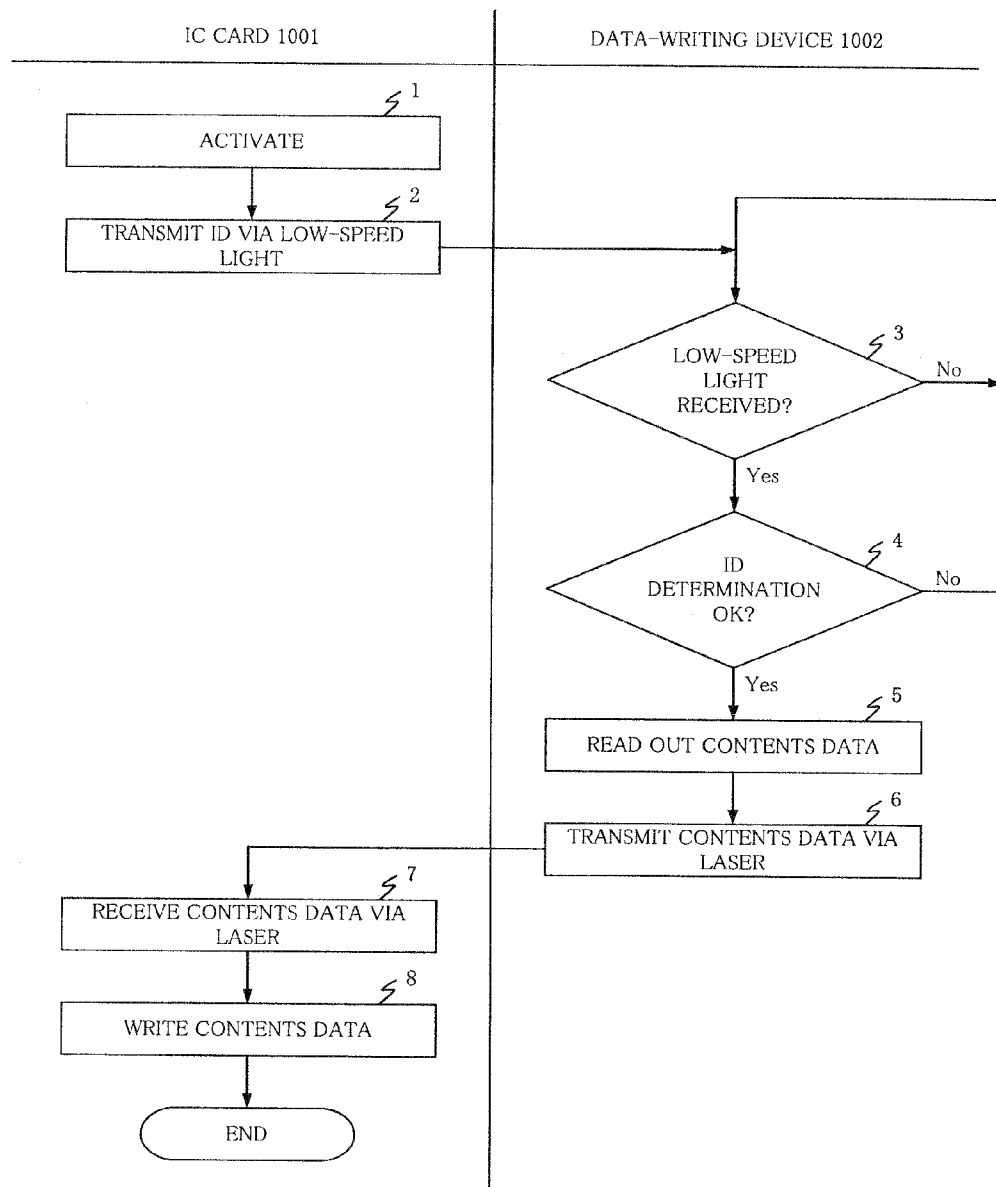 IC CARD 1001
DATA-WRITING DEVICE 1002
1
ACTIVATE
2
TRANSMIT ID VIA LOW-SPEED
LIGHT
3
LOW-SPEED
LIGHT
RECEIVED?
No
Yes
4
ID
DETERMINATION
OK?
No
Yes
5
READ OUT CONTENTS DATA
6
TRANSMIT CONTENTS DATA VIA
LASER
7
RECEIVE CONTENTS DATA VIA
LASER
8
WRITE CONTENTS DATA
END